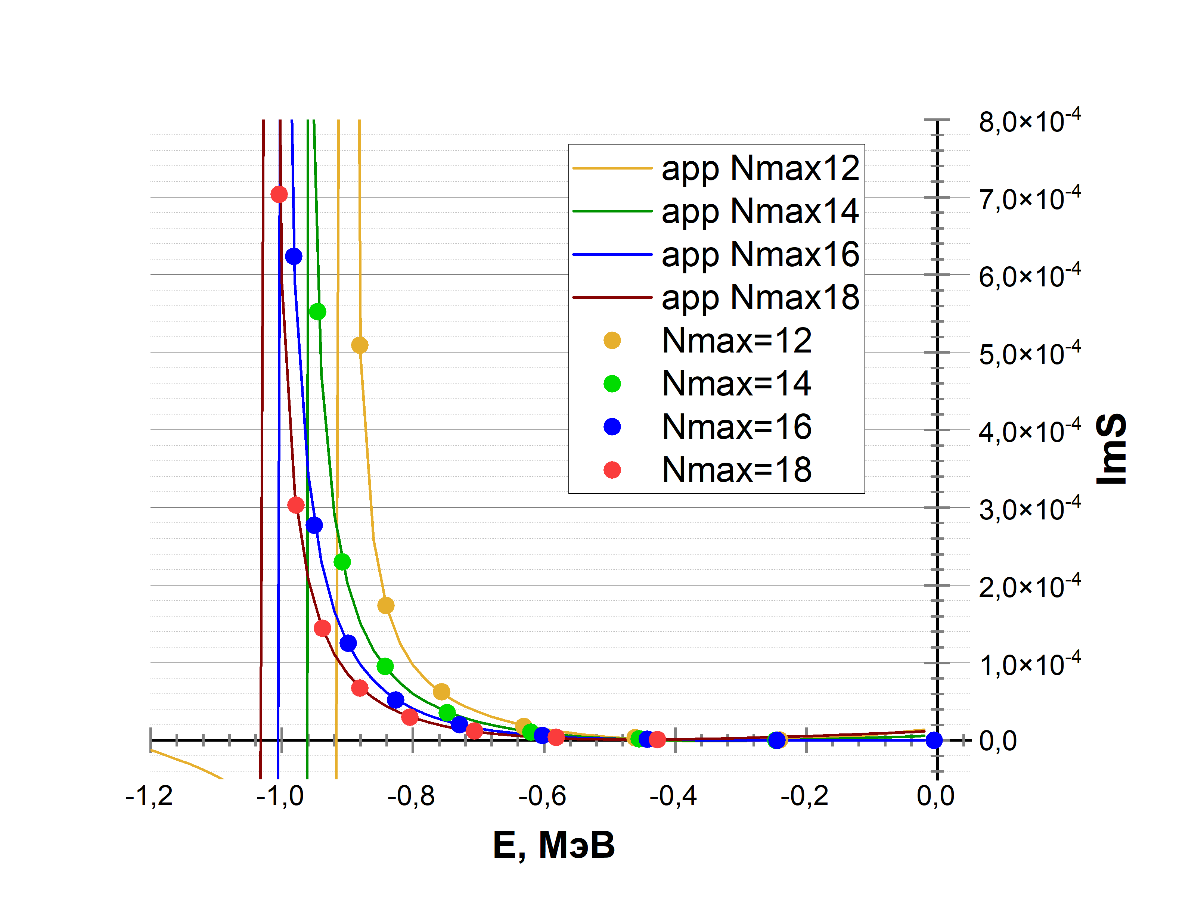 8,0×10-4
7,0×10-4
6,0×10-4
5,0×10-4
4,0×10-4
3,0×10-4
2,0×10-4
1,0×10-4
0,0
ImS
app Nmax12
app Nmax14
app Nmax16
app Nmax18
Nmax=12
Nmax=14
Nmax=16
Nmax=18
-1,2 -1,0 -0,8 -0,6 -0,4 -0,2 0,0
E, МэВ